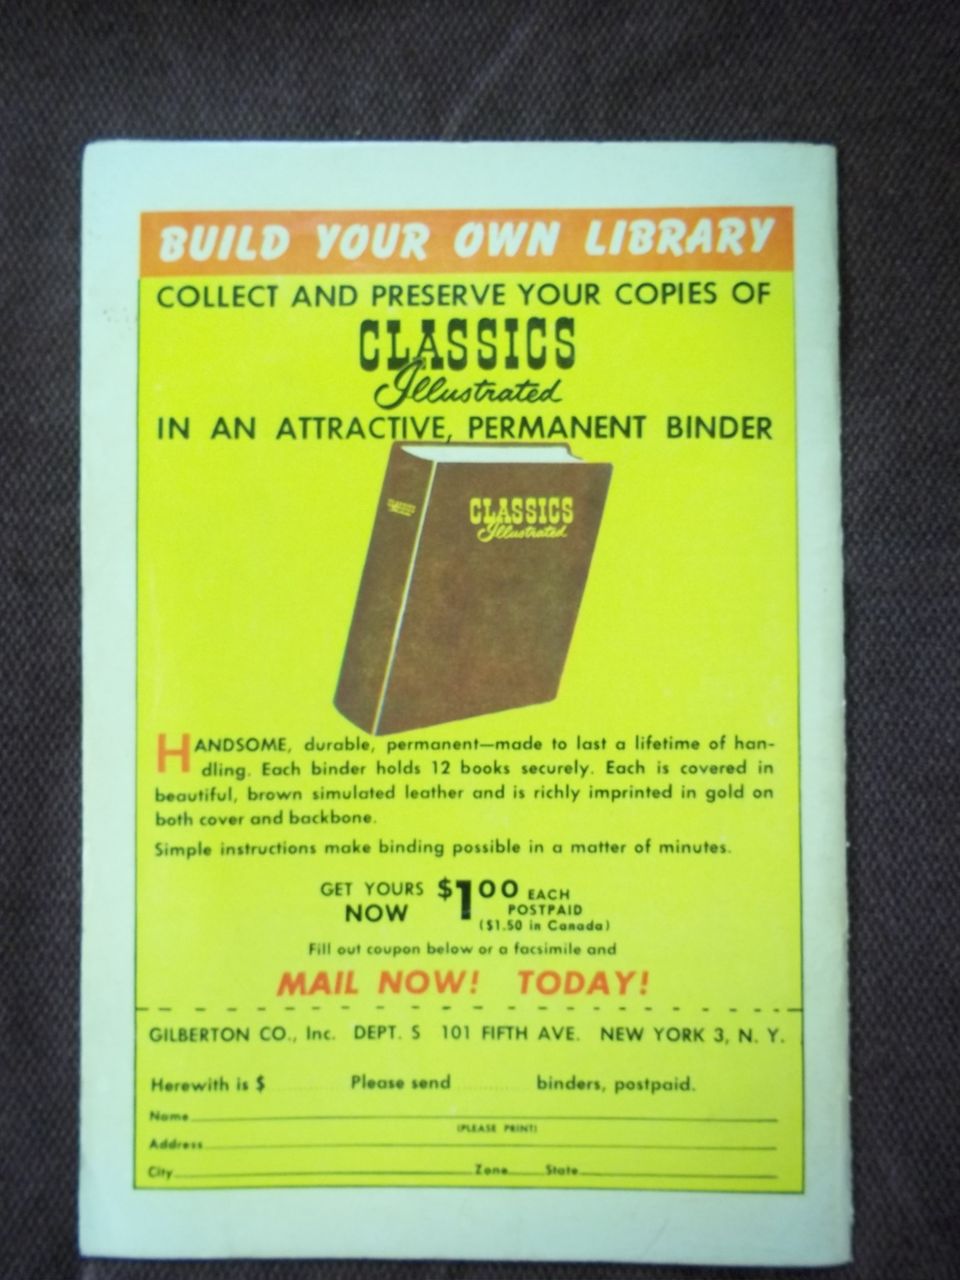 BUILD YOUR OWN LIBRARY
COLLECT AND PRESERVE YOUR COPIES OF
CLASSICS
Illustrated
IN AN ATTRACTIVE, PERMANENT BINDER
CLASSICS
Illustrated
CLASSICS
Illustrated
HANDSOME, durable, permanent—made to last a lifetime of han-
dling. Each binder holds 12 books securely. Each is covered in
beautiful, brown simulated leather and is richly imprinted in gold on
both cover and backbone.
Simple instructions make binding possible in a matter of minutes.
GET YOURS NOW $1.00 EACH POSTPAID
($1.50 in Canada)
Fill out coupon below or a facsimile and
MAIL NOW! TODAY!
GILBERTON CO., Inc. DEPT. S 101 FIFTH AVE. NEW YORK 3, N. Y.
Herewith is $ Please send binders, postpaid.
Name
(PLEASE PRINT)
Address
City Zone State